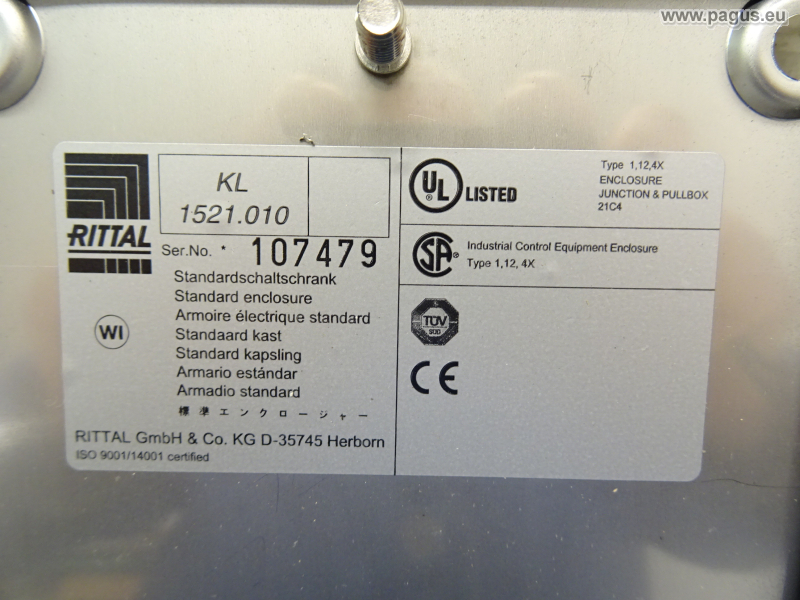 www.pagus.eu
RITTAL
KL
1521.010
Ser.No. * 107479
Standardschaltschrank
Standard enclosure
Armoire électrique standard
Standaard kast
Standard kapsling
Armario estándar
Armadio standard
標準エンクロージャー
WI
RITTAL GmbH & Co. KG D-35745 Herborn
ISO 9001/14001 certified
UL
®
LISTED
Type 1,12,4X
ENCLOSURE
JUNCTION & PULLBOX
21C4
SA®
Industrial Control Equipment Enclosure
Type 1,12, 4X
TÜV
SÜD
CE